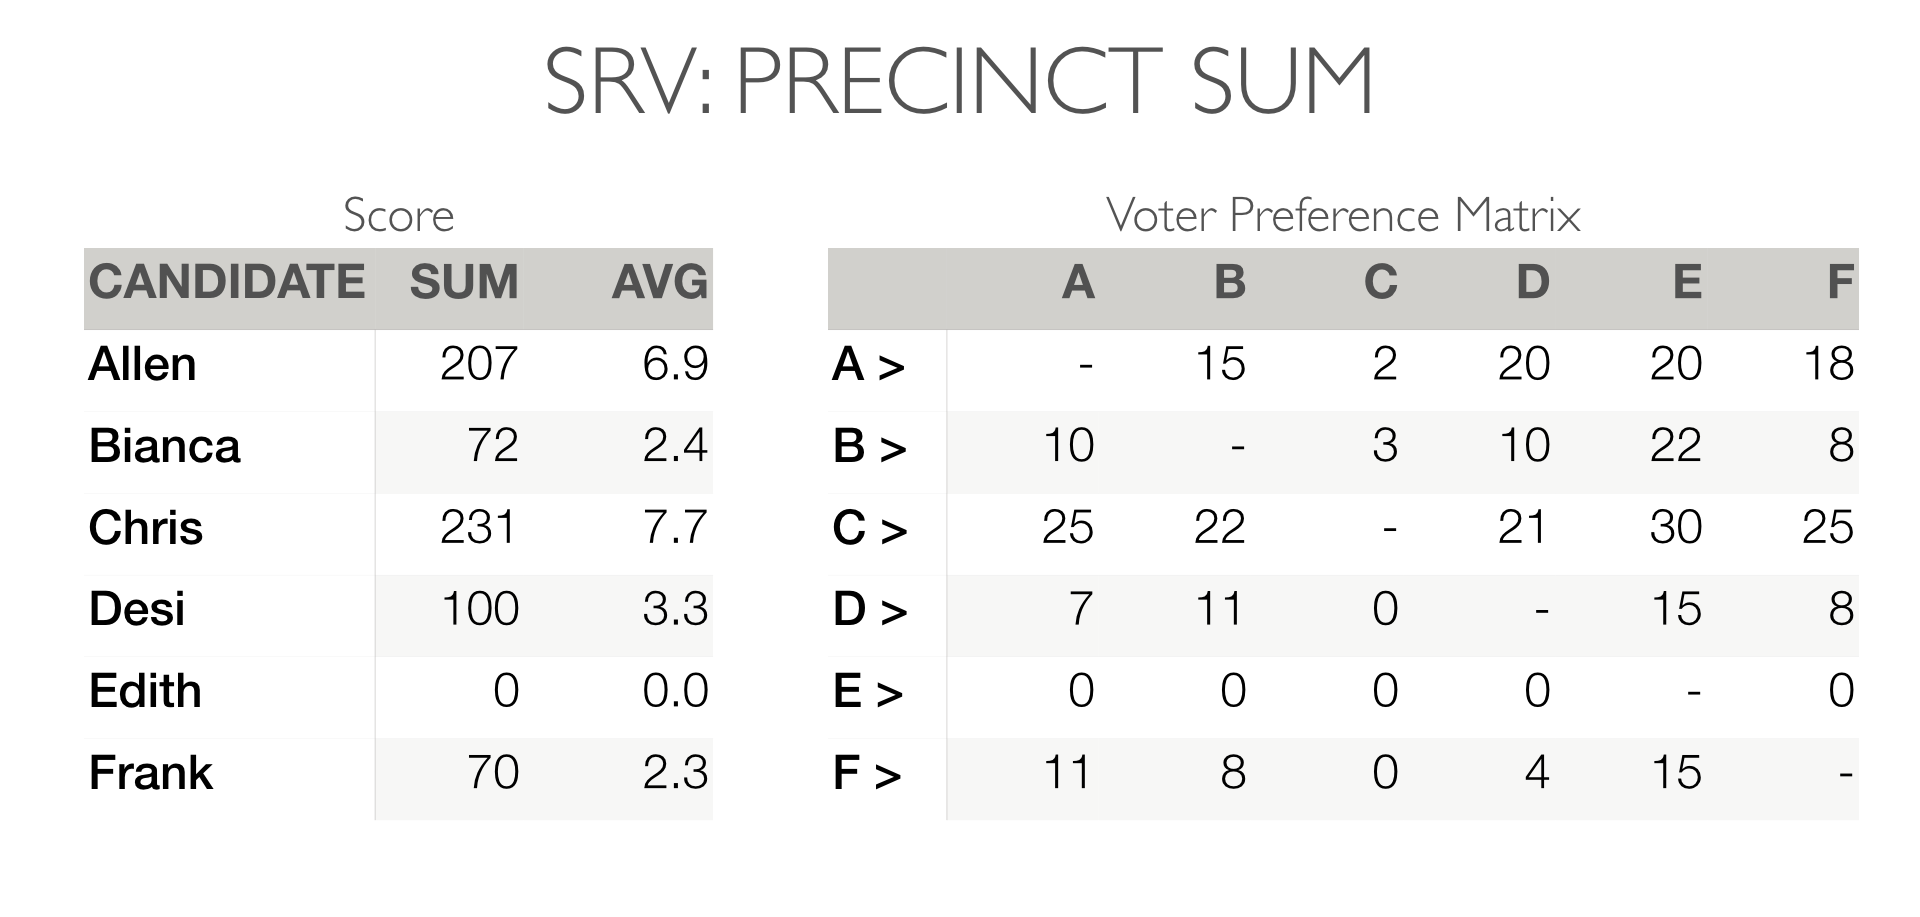 SRV: PRECINCT SUM
Score
CANDIDATE SUM AVG
Allen 207 6.9
Bianca 72 2.4
Chris 231 7.7
Desi 100 3.3
Edith 0 0.0
Frank 70 2.3
Voter Preference Matrix
A B C D E F
A > - 15 2 20 20 18
B > 10 - 3 10 22 8
C > 25 22 - 21 30 25
D > 7 11 0 - 15 8
E > 0 0 0 0 - 0
F > 11 8 0 4 15 -